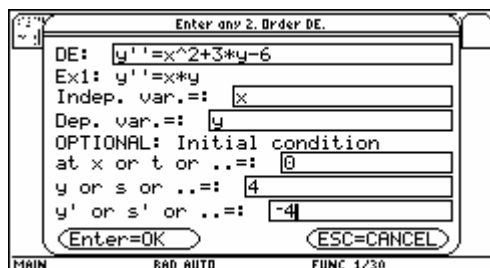 Enter any 2. Order DE.
DE: y''=x^2+3*y-6
Ex1: y''=x*y
Indep. var.=: x
Dep. var.=: y
OPTIONAL: Initial condition
at x or t or ..=: 0
y or s or ..=: 4
y' or s' or ..=: -4
Enter=OK ESC=CANCEL
MAIN RAD AUTO FUNC 1/30